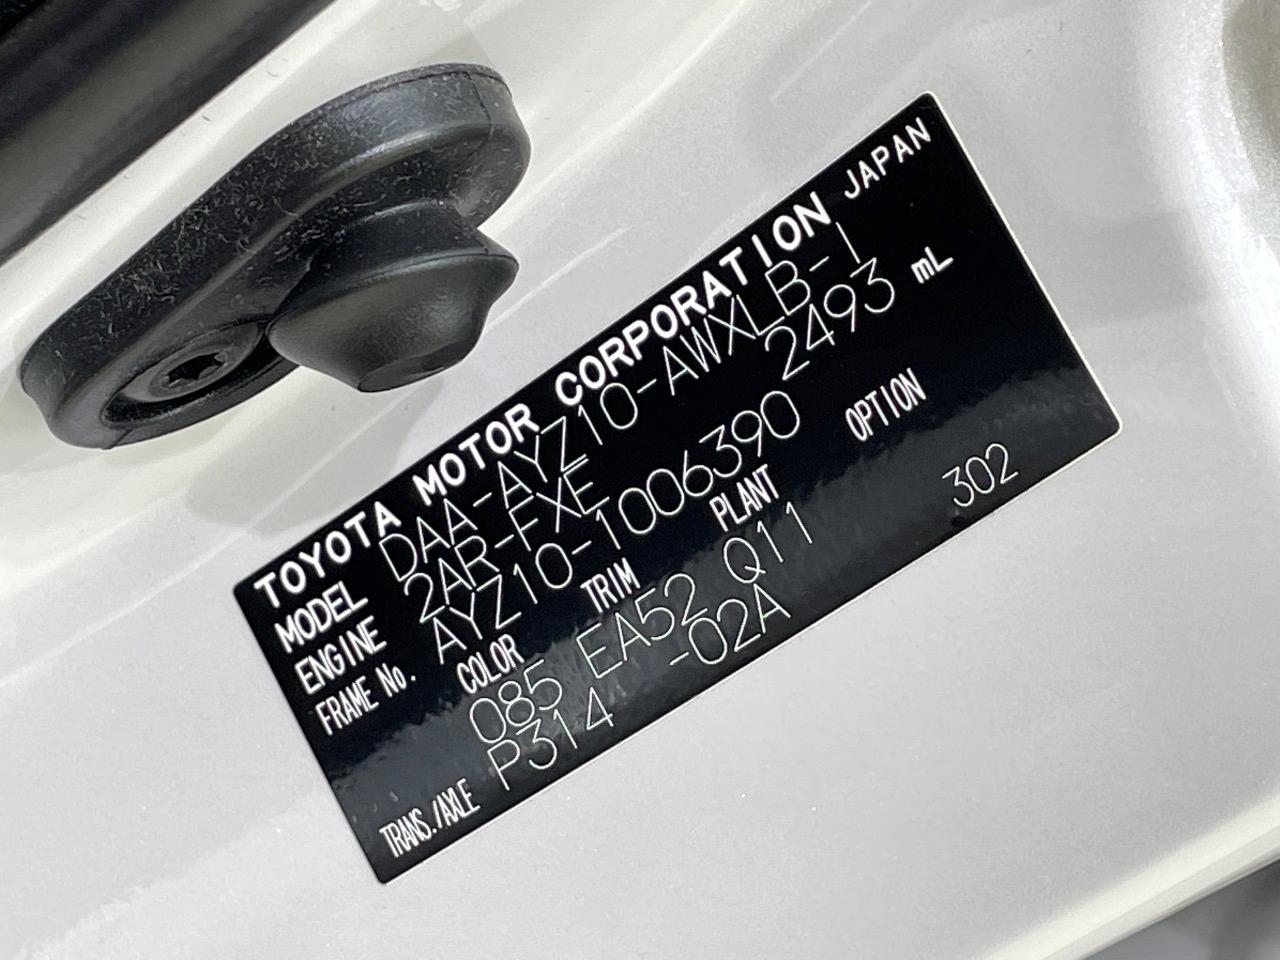 TOYOTA MOTOR CORPORATION JAPAN
MODEL DAA-AYZ10-AWXLB-1
ENGINE 2AR-FXE 2493 mL
FRAME No. AYZ10-1006390
COLOR TRIM PLANT OPTION
085 EA52 Q11 302
TRANS./AXLE P314 -02A